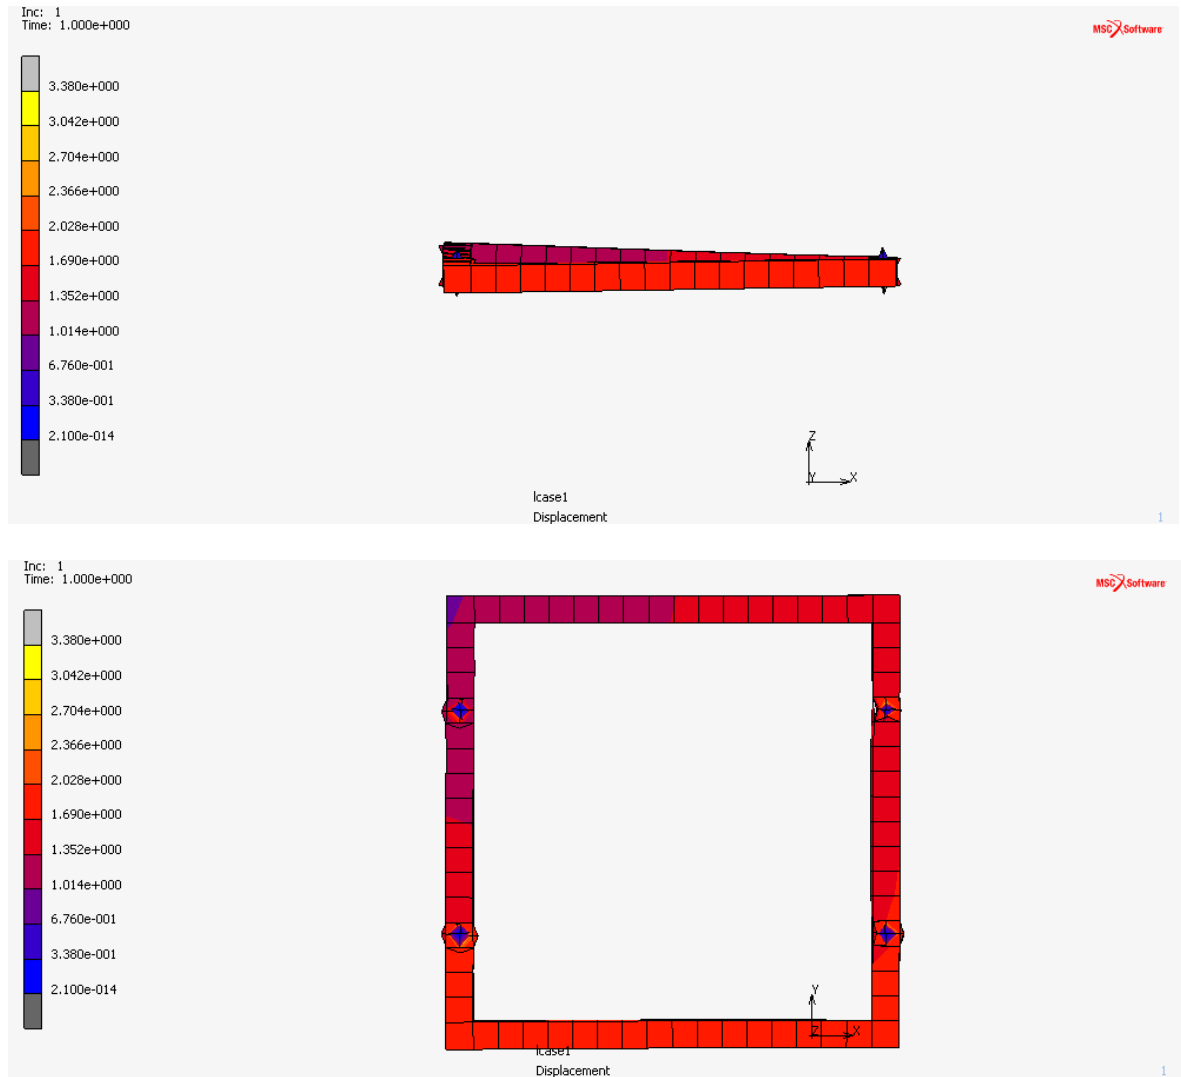 Inc: 1
Time: 1.000e+000
MSC Software
3.380e+000
3.042e+000
2.704e+000
2.366e+000
2.028e+000
1.690e+000
1.352e+000
1.014e+000
6.760e-001
3.380e-001
2.100e-014
Z
Y X
lcase1
Displacement
1
Inc: 1
Time: 1.000e+000
MSC Software
3.380e+000
3.042e+000
2.704e+000
2.366e+000
2.028e+000
1.690e+000
1.352e+000
1.014e+000
6.760e-001
3.380e-001
2.100e-014
Y
Z X
lcase1
Displacement
1